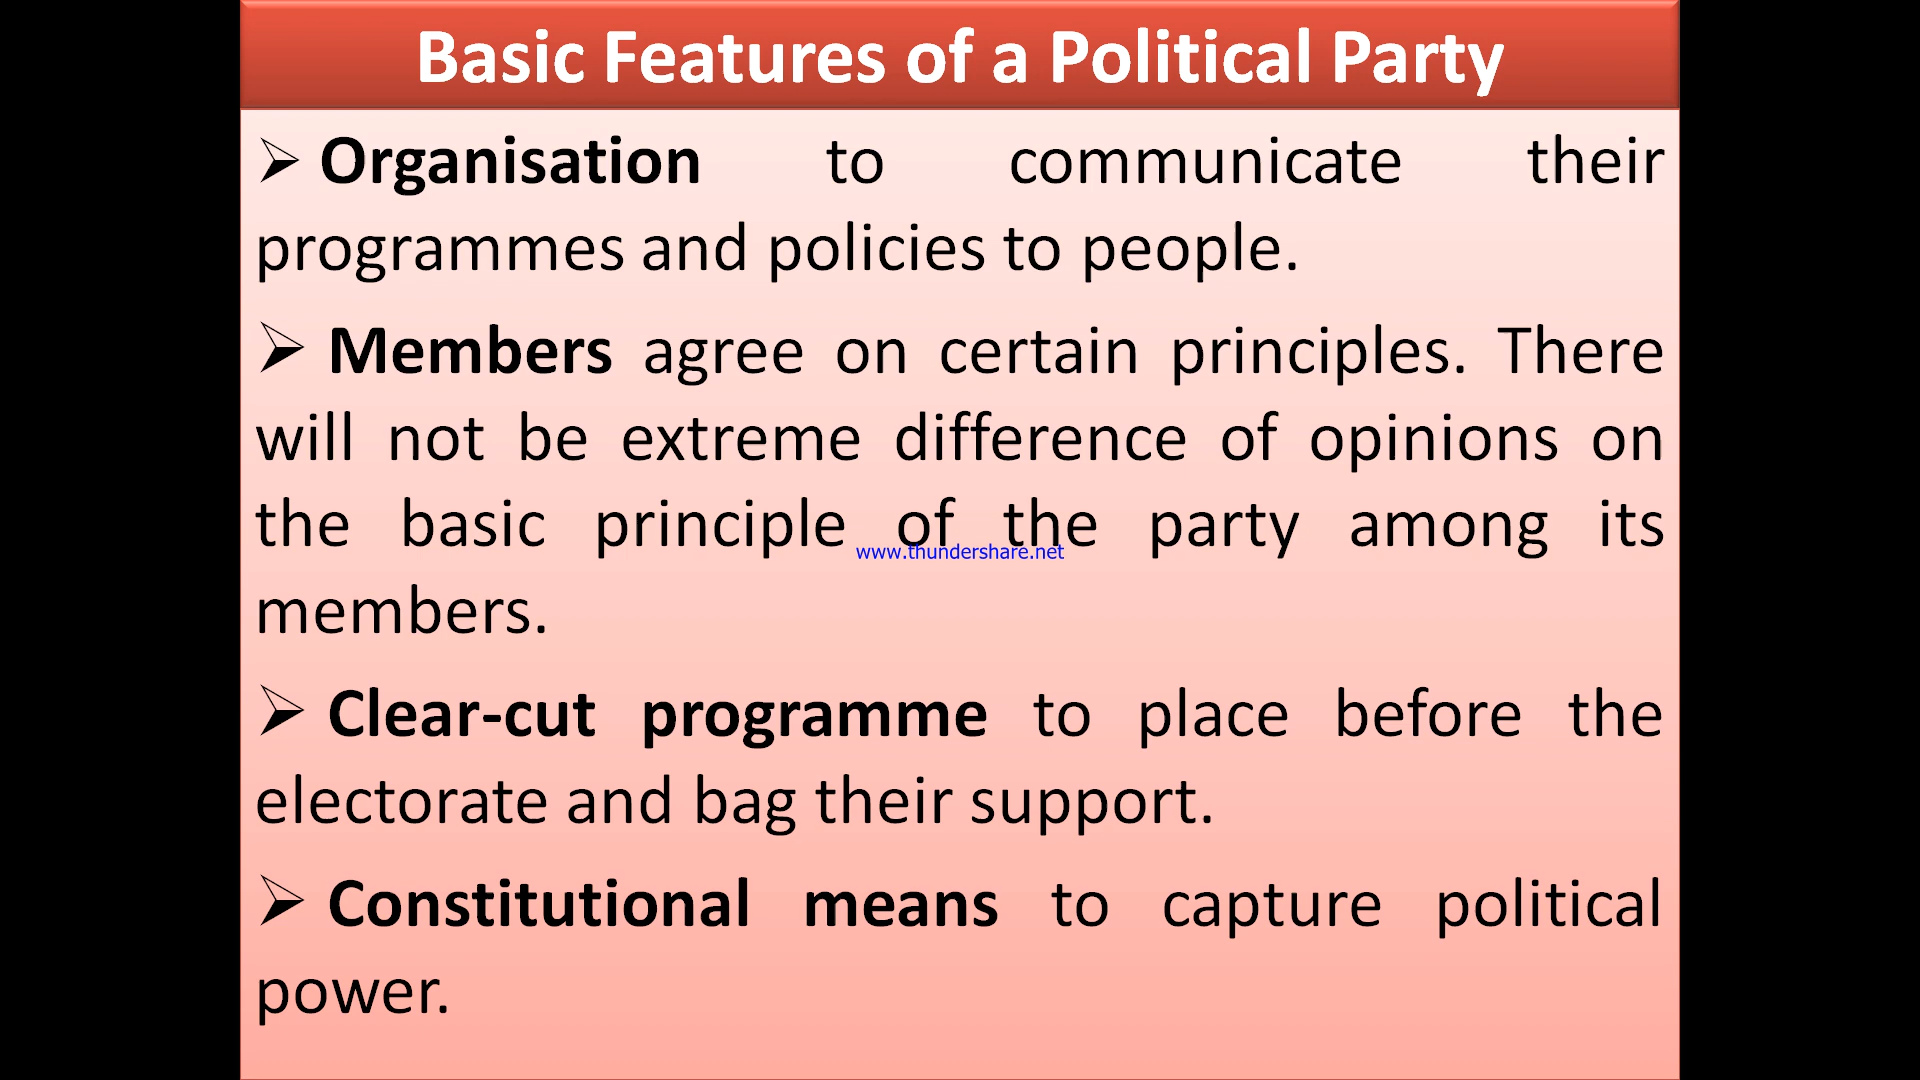 Basic Features of a Political Party
➢ Organisation to communicate their
programmes and policies to people.
➢ Members agree on certain principles. There
will not be extreme difference of opinions on
the basic principle of the party among its
www.thundershare.net
members.
➢ Clear-cut programme to place before the
electorate and bag their support.
➢ Constitutional means to capture political
power.